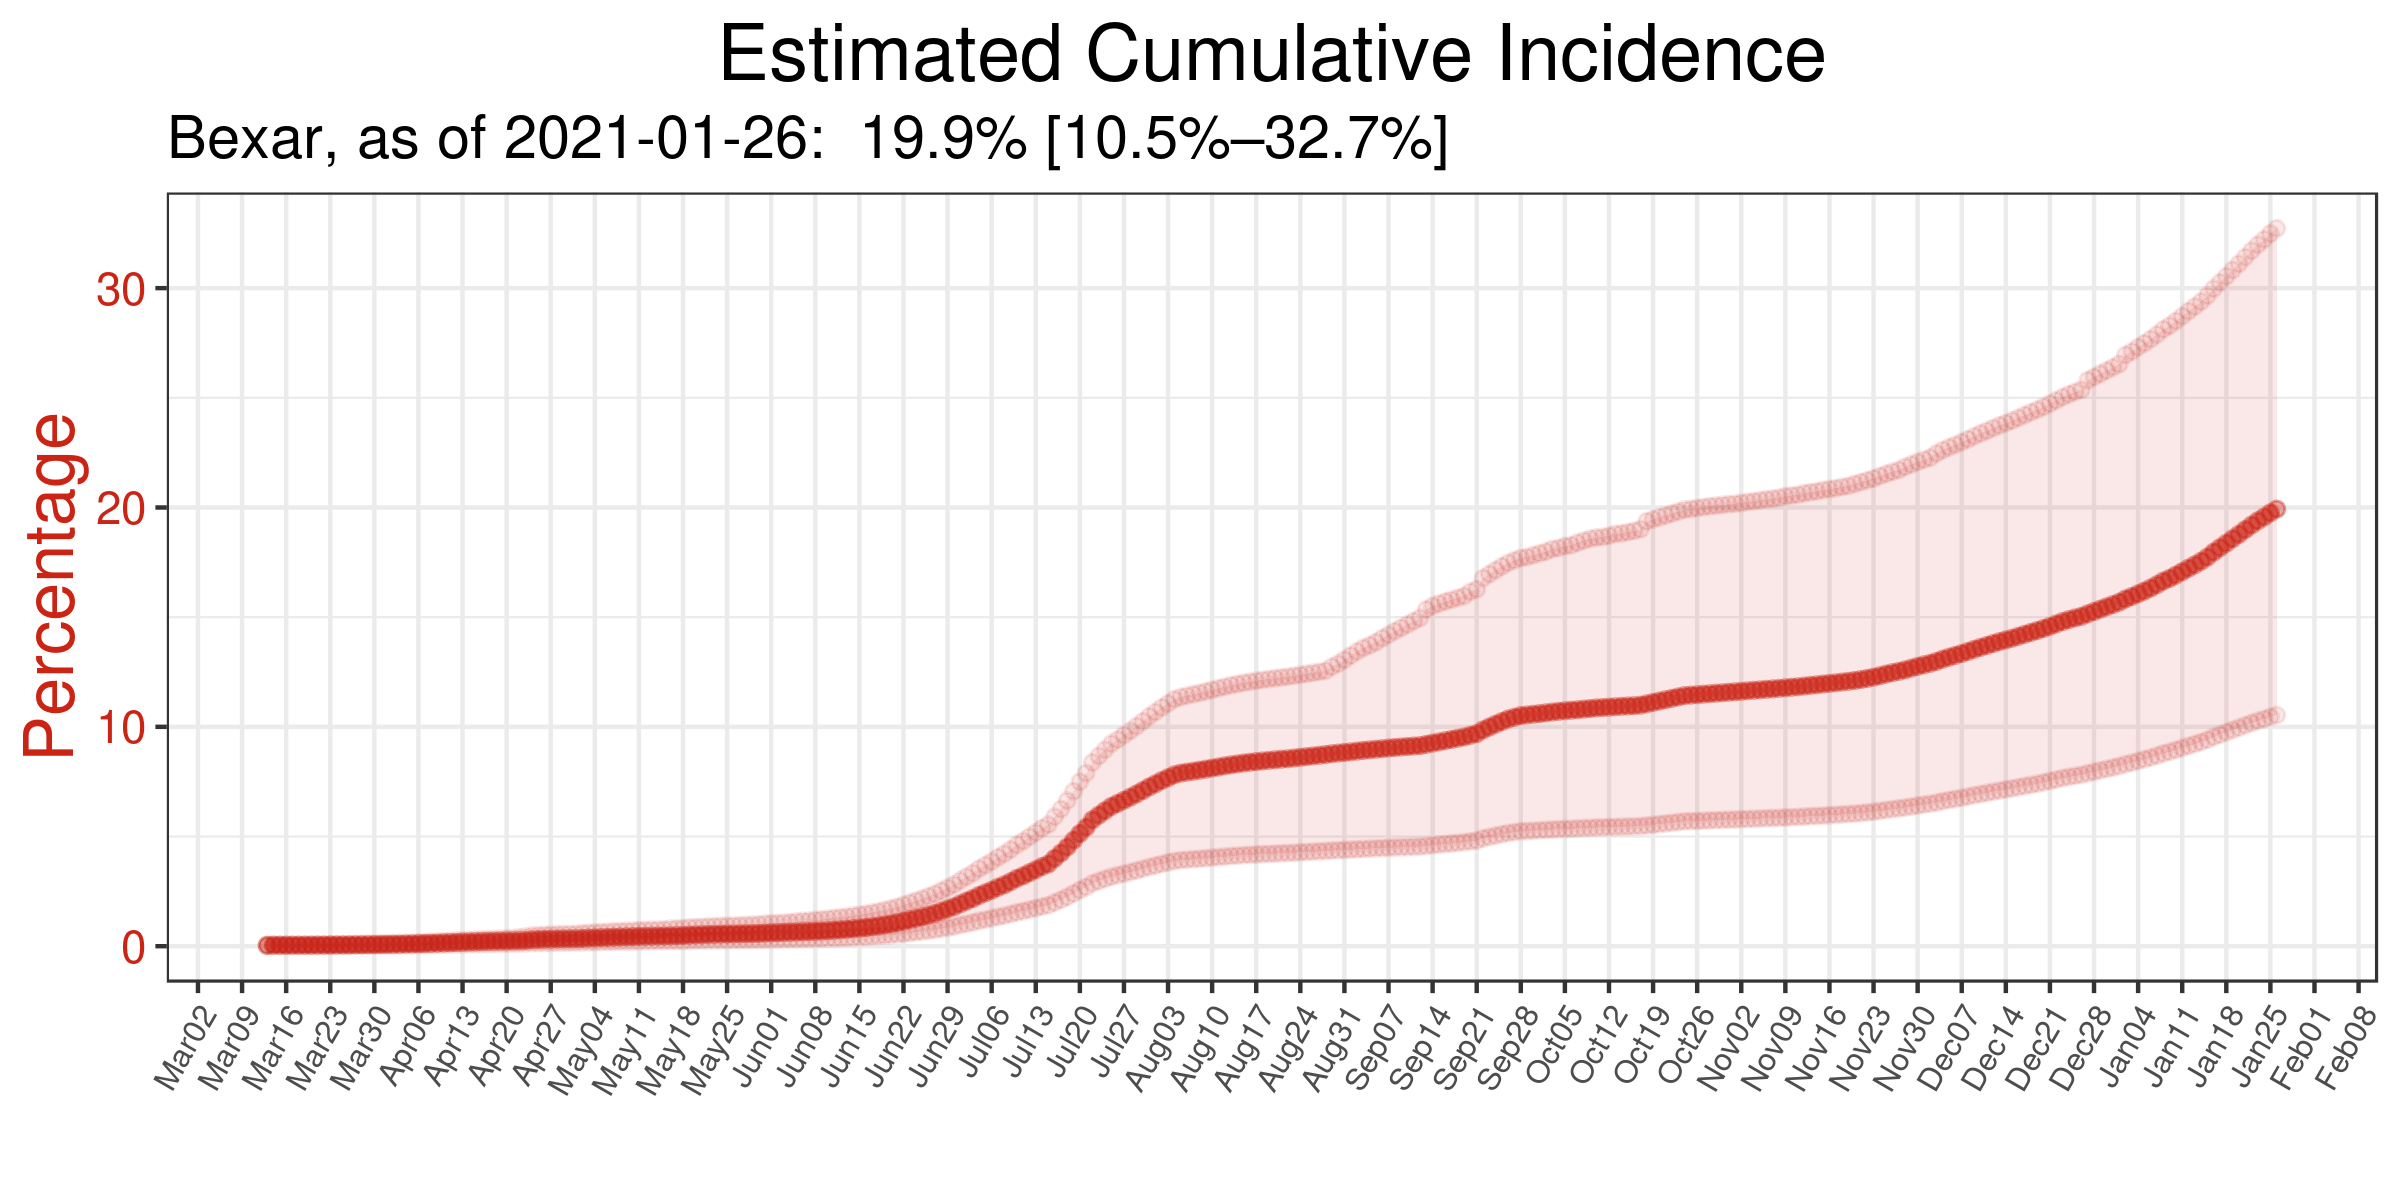 Estimated Cumulative Incidence
Bexar, as of 2021-01-26:  19.9% [10.5%–32.7%]
Percentage
30
20
10
0
Mar02
Mar09
Mar16
Mar23
Mar30
Apr06
Apr13
Apr20
Apr27
May04
May11
May18
May25
Jun01
Jun08
Jun15
Jun22
Jun29
Jul06
Jul13
Jul20
Jul27
Aug03
Aug10
Aug17
Aug24
Aug31
Sep07
Sep14
Sep21
Sep28
Oct05
Oct12
Oct19
Oct26
Nov02
Nov09
Nov16
Nov23
Nov30
Dec07
Dec14
Dec21
Dec28
Jan04
Jan11
Jan18
Jan25
Feb01
Feb08